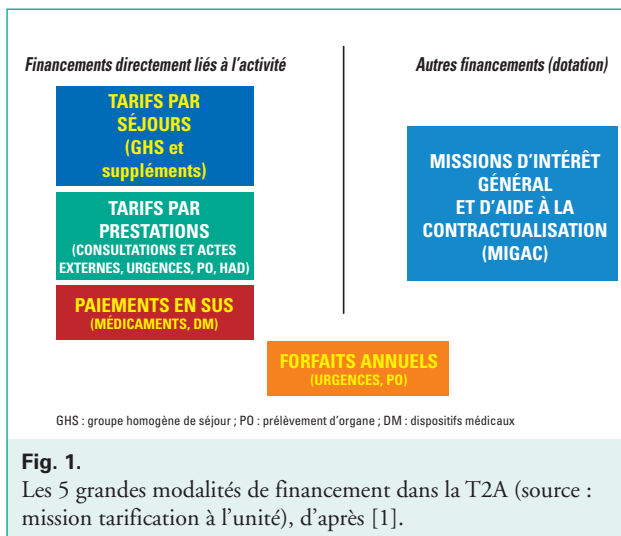 Financements directement liés à l'activité
TARIFS PAR
SÉJOURS
(GHS et
suppléments)
TARIFS PAR
PRESTATIONS
(CONSULTATIONS ET ACTES
EXTERNES, URGENCES, PO, HAD)
PAIEMENTS EN SUS
(MÉDICAMENTS, DM)
Autres financements (dotation)
MISSIONS D'INTÉRÊT
GÉNÉRAL
ET D'AIDE À LA
CONTRACTUALISATION
(MIGAC)
FORFAITS ANNUELS
(URGENCES, PO)
GHS : groupe homogène de séjour ; PO : prélèvement d'organe ; DM : dispositifs médicaux
Fig. 1.
Les 5 grandes modalités de financement dans la T2A (source :
mission tarification à l'unité), d'après [1].